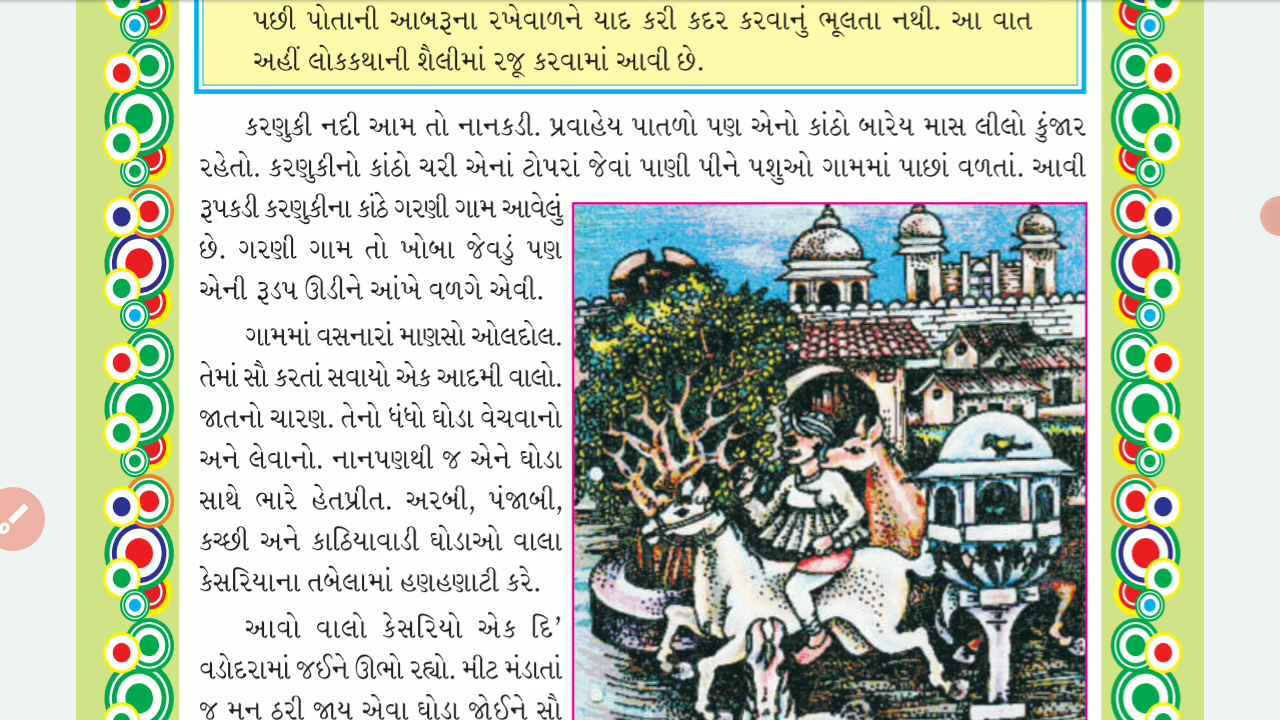 પછી પોતાની આબરૂના રખેવાળને યાદ કરી કદર કરવાનું ભૂલતા નથી. આ વાત
અહીં લોકકથાની શૈલીમાં રજૂ કરવામાં આવી છે.
કરણુકી નદી આમ તો નાનકડી. પ્રવાહેય પાતળો પણ એનો કાંઠો બારેય માસ લીલો કુંજાર
રહેતો. કરણુકીનો કાંઠો ચરી એનાં ટોપરાં જેવાં પાણી પીને પશુઓ ગામમાં પાછાં વળતાં. આવી
રૂપકડી કરણુકીના કાંઠે ગરણી ગામ આવેલું
છે. ગરણી ગામ તો ખોબા જેવડું પણ
એની રૂડપ ઊડીને આંખે વળગે એવી.
ગામમાં વસનારાં માણસો ઓલદોલ.
તેમાં સૌ કરતાં સવાયો એક આદમી વાલો.
જાતનો ચારણ. તેનો ધંધો ઘોડા વેચવાનો
અને લેવાનો. નાનપણથી જ એને ઘોડા
સાથે ભારે હેતપ્રીત. અરબી, પંજાબી,
કચ્છી અને કાઠિયાવાડી ઘોડાઓ વાલા
કેસરિયાના તબેલામાં હણહણાટી કરે.
આવો વાલો કેસરિયો એક દિ’
વડોદરામાં જઈને ઊભો રહ્યો. મીટ મંડાતાં
જ મન ઠરી જાય એવા ઘોડા જોઈને સૌ